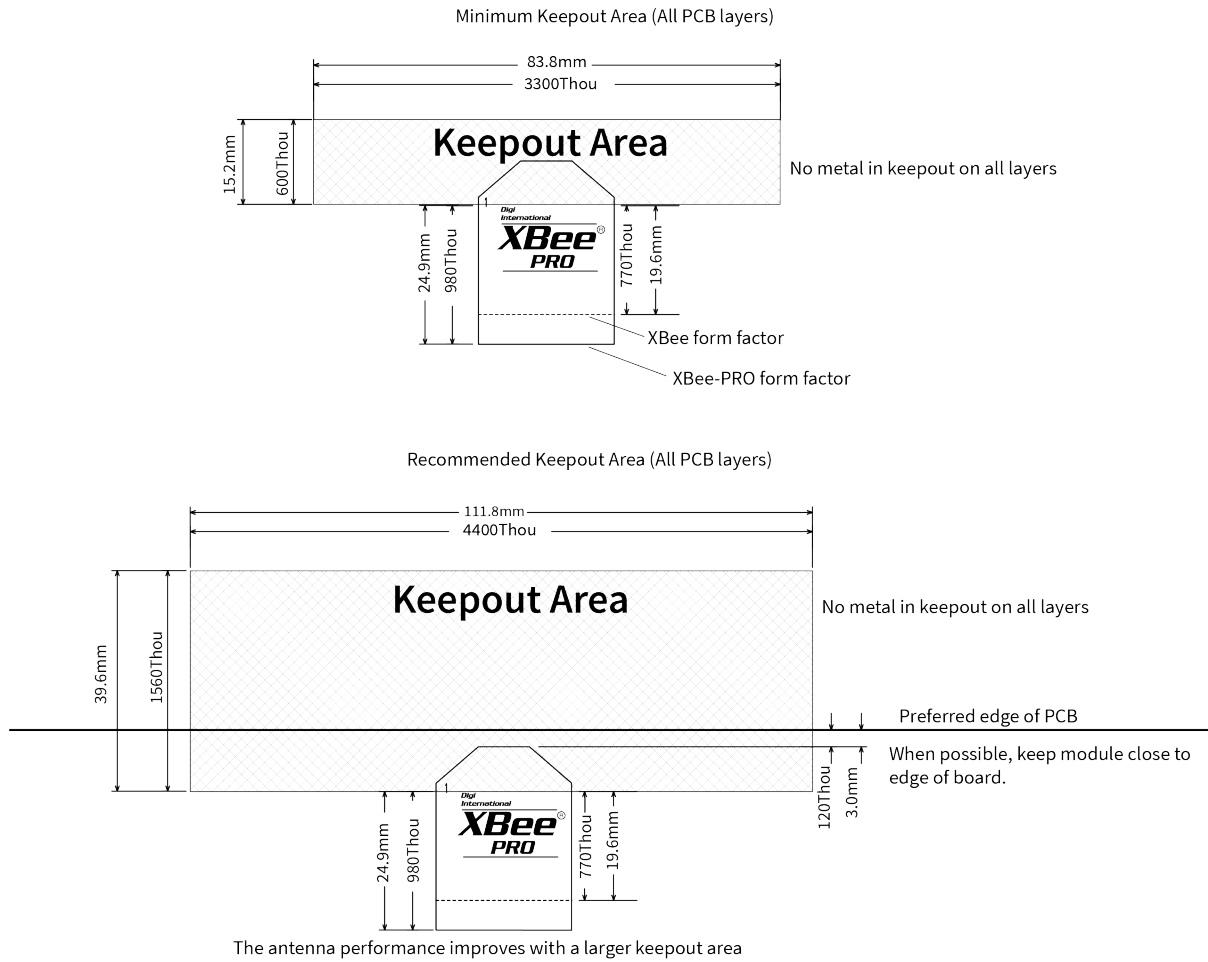 Minimum Keepout Area (All PCB layers)
83.8mm
3300Thou
Keepout Area
15.2mm
600Thou
No metal in keepout on all layers
1
Digi
International
XBee®
PRO
24.9mm
980Thou
770Thou
19.6mm
XBee form factor
XBee-PRO form factor
Recommended Keepout Area (All PCB layers)
111.8mm
4400Thou
Keepout Area
No metal in keepout on all layers
39.6mm
1560Thou
Preferred edge of PCB
When possible, keep module close to
edge of board.
120Thou
3.0mm
1
Digi
International
XBee®
PRO
24.9mm
980Thou
770Thou
19.6mm
The antenna performance improves with a larger keepout area